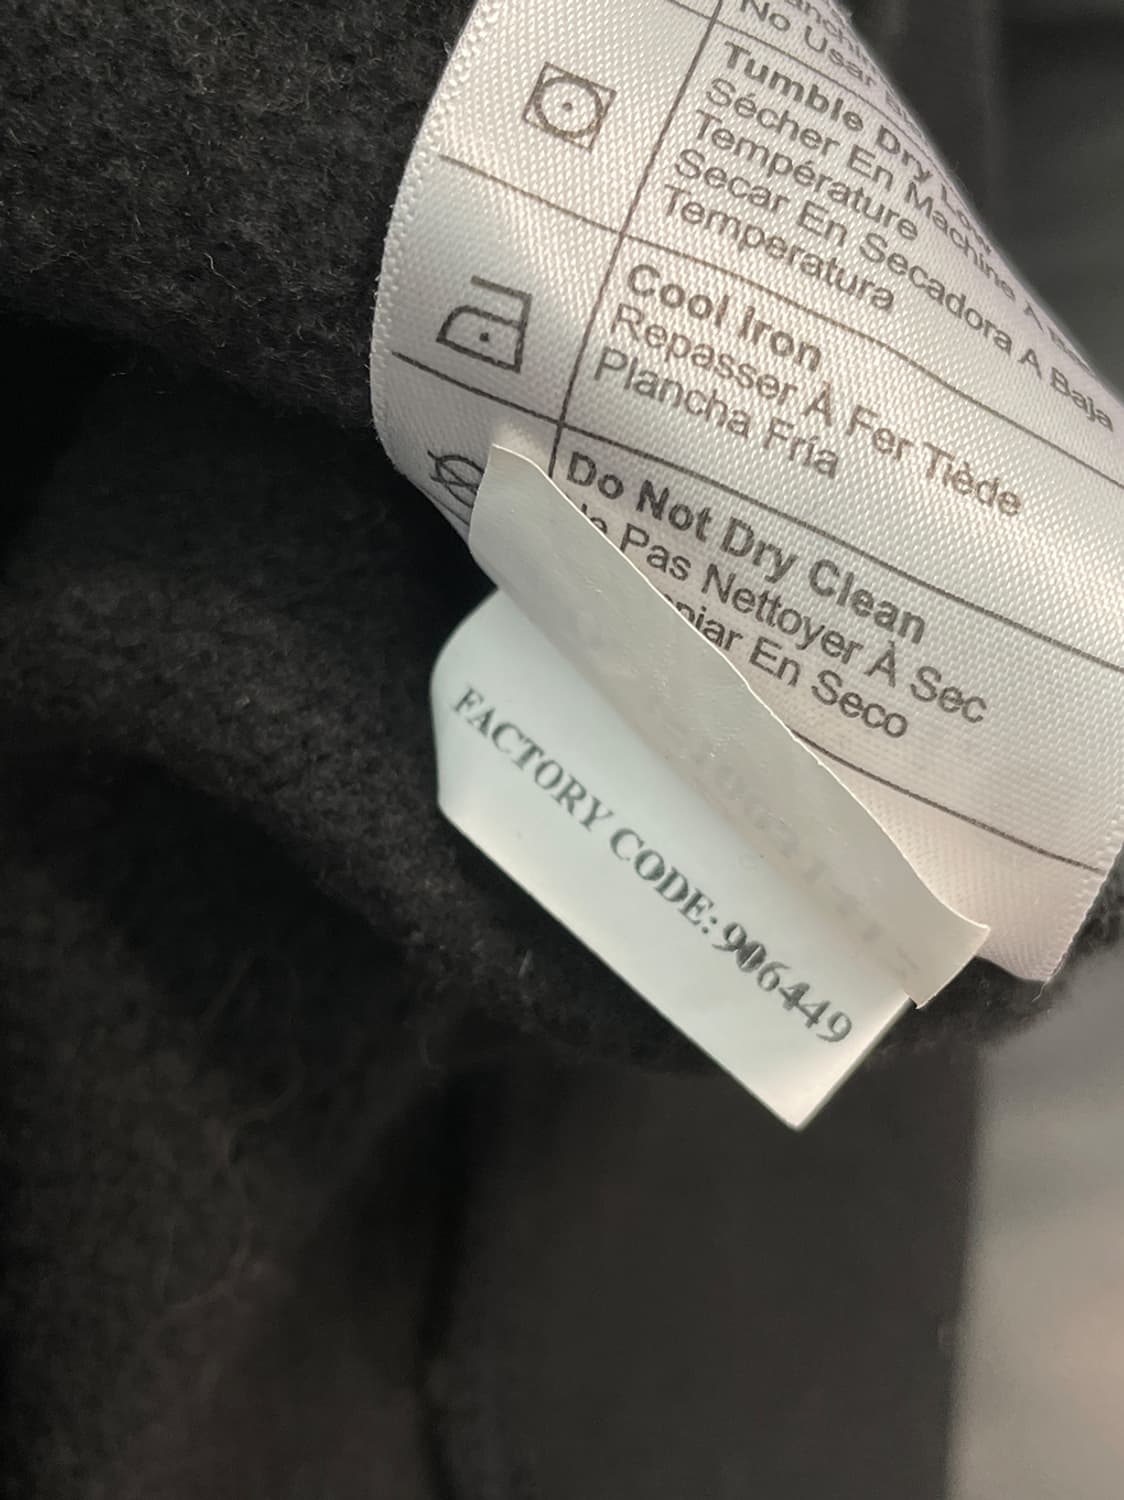 No Usar
Tumble Dry Low
Sécher En Machine À
Température
Secar En Secadora A Baja
Temperatura
Cool Iron
Repasser À Fer Tiède
Plancha Fría
Do Not Dry Clean
Pas Nettoyer À Sec
En Seco
FACTORY CODE: 906449